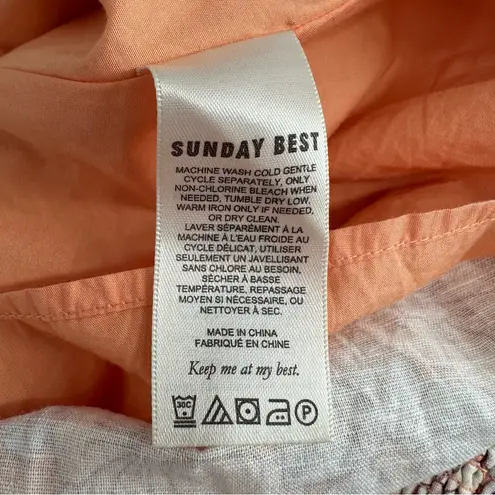 SUNDAY BEST
MACHINE WASH COLD GENTLE
CYCLE SEPARATELY, ONLY
NON-CHLORINE BLEACH WHEN
NEEDED, TUMBLE DRY LOW,
WARM IRON ONLY IF NEEDED,
OR DRY CLEAN.
LAVER SÉPARÉMENT À LA
MACHINE À L'EAU FROIDE AU
CYCLE DÉLICAT, UTILISER
SEULEMENT UN JAVELLISANT
SANS CHLORE AU BESOIN,
SÉCHER À BASSE
TEMPÉRATURE, REPASSAGE
MOYEN SI NÉCESSAIRE, OU
NETTOYER À SEC.
MADE IN CHINA
FABRIQUÉ EN CHINE
Keep me at my best.
30C P